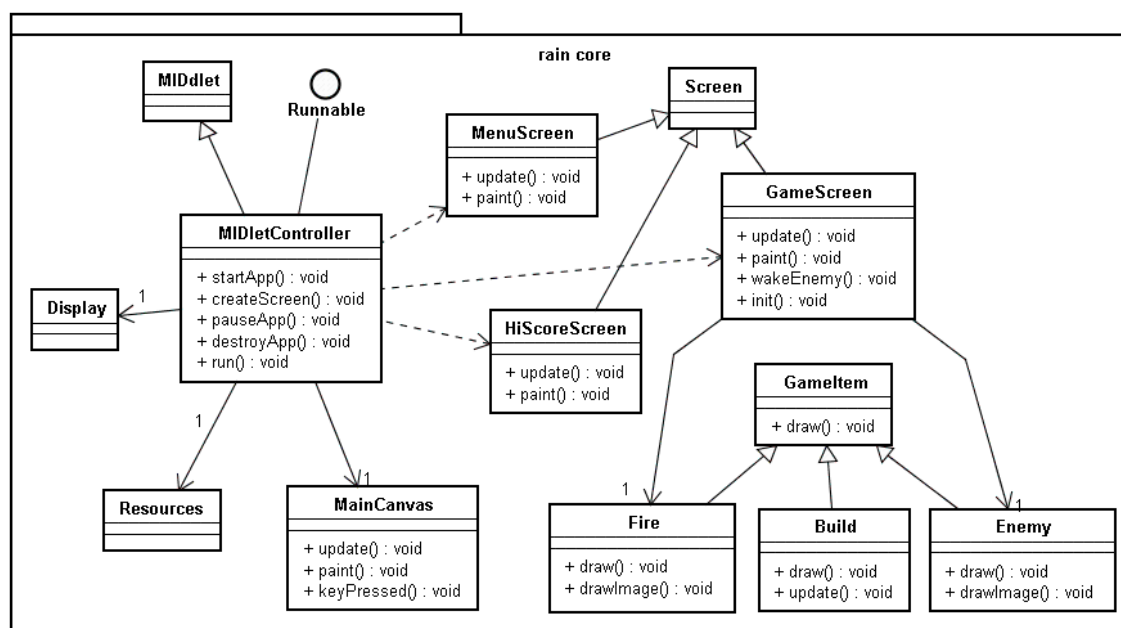 rain core
MIDdlet
Runnable
MenuScreen
+ update() : void
+ paint() : void
Screen
MIDletController
+ startApp() : void
+ createScreen() : void
+ pauseApp() : void
+ destroyApp() : void
+ run() : void
GameScreen
+ update() : void
+ paint() : void
+ wakeEnemy() : void
+ init() : void
Display
1
HiScoreScreen
+ update() : void
+ paint() : void
GameItem
+ draw() : void
1
Resources
1
MainCanvas
+ update() : void
+ paint() : void
+ keyPressed() : void
1
Fire
+ draw() : void
+ drawImage() : void
Build
+ draw() : void
+ update() : void
1
Enemy
+ draw() : void
+ drawImage() : void